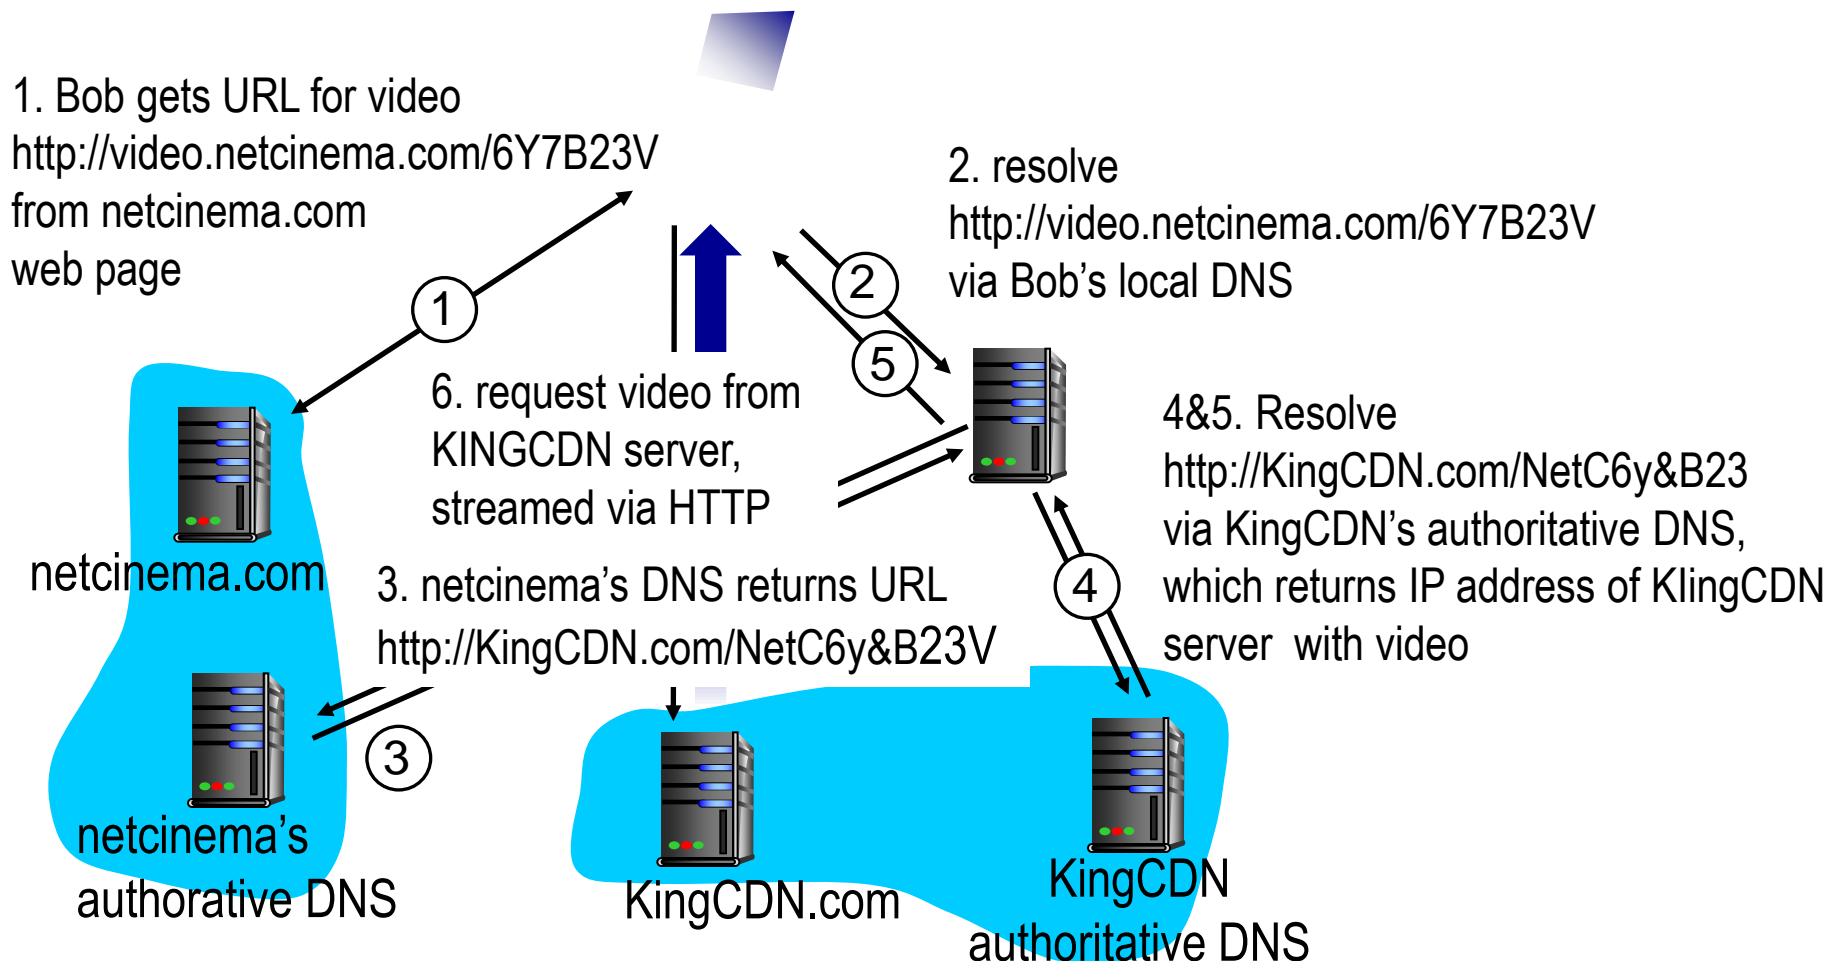 1. Bob gets URL for video
http://video.netcinema.com/6Y7B23V
from netcinema.com
web page
2. resolve
http://video.netcinema.com/6Y7B23V
via Bob’s local DNS
1
2
5
6. request video from
KINGCDN server,
streamed via HTTP
4&5. Resolve
http://KingCDN.com/NetC6y&B23
via KingCDN’s authoritative DNS,
which returns IP address of KIingCDN
server with video
netcinema.com
3. netcinema’s DNS returns URL
http://KingCDN.com/NetC6y&B23V
4
3
netcinema’s
authorative DNS
KingCDN.com
KingCDN
authoritative DNS